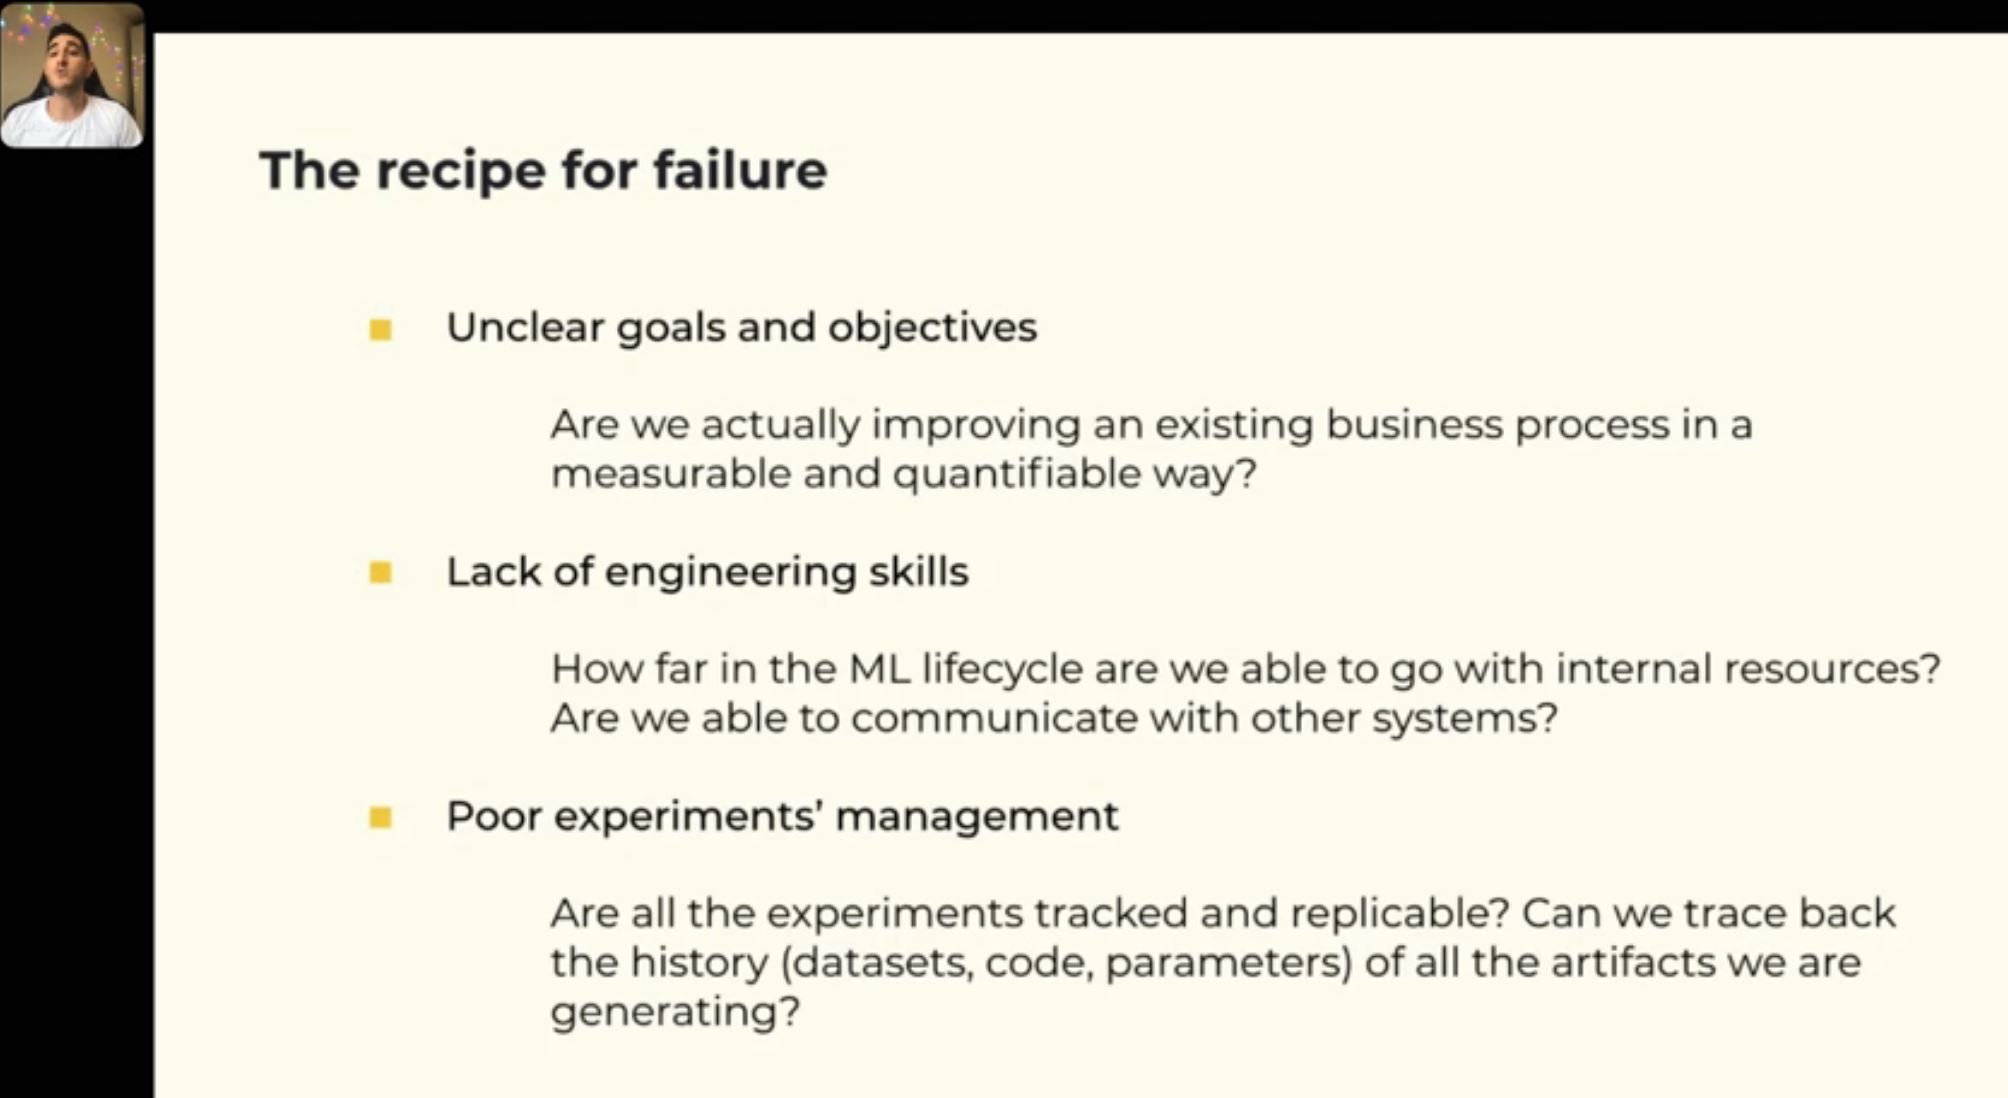 The recipe for failure
Unclear goals and objectives
Are we actually improving an existing business process in a
measurable and quantifiable way?
Lack of engineering skills
How far in the ML lifecycle are we able to go with internal resources?
Are we able to communicate with other systems?
Poor experiments’ management
Are all the experiments tracked and replicable? Can we trace back
the history (datasets, code, parameters) of all the artifacts we are
generating?